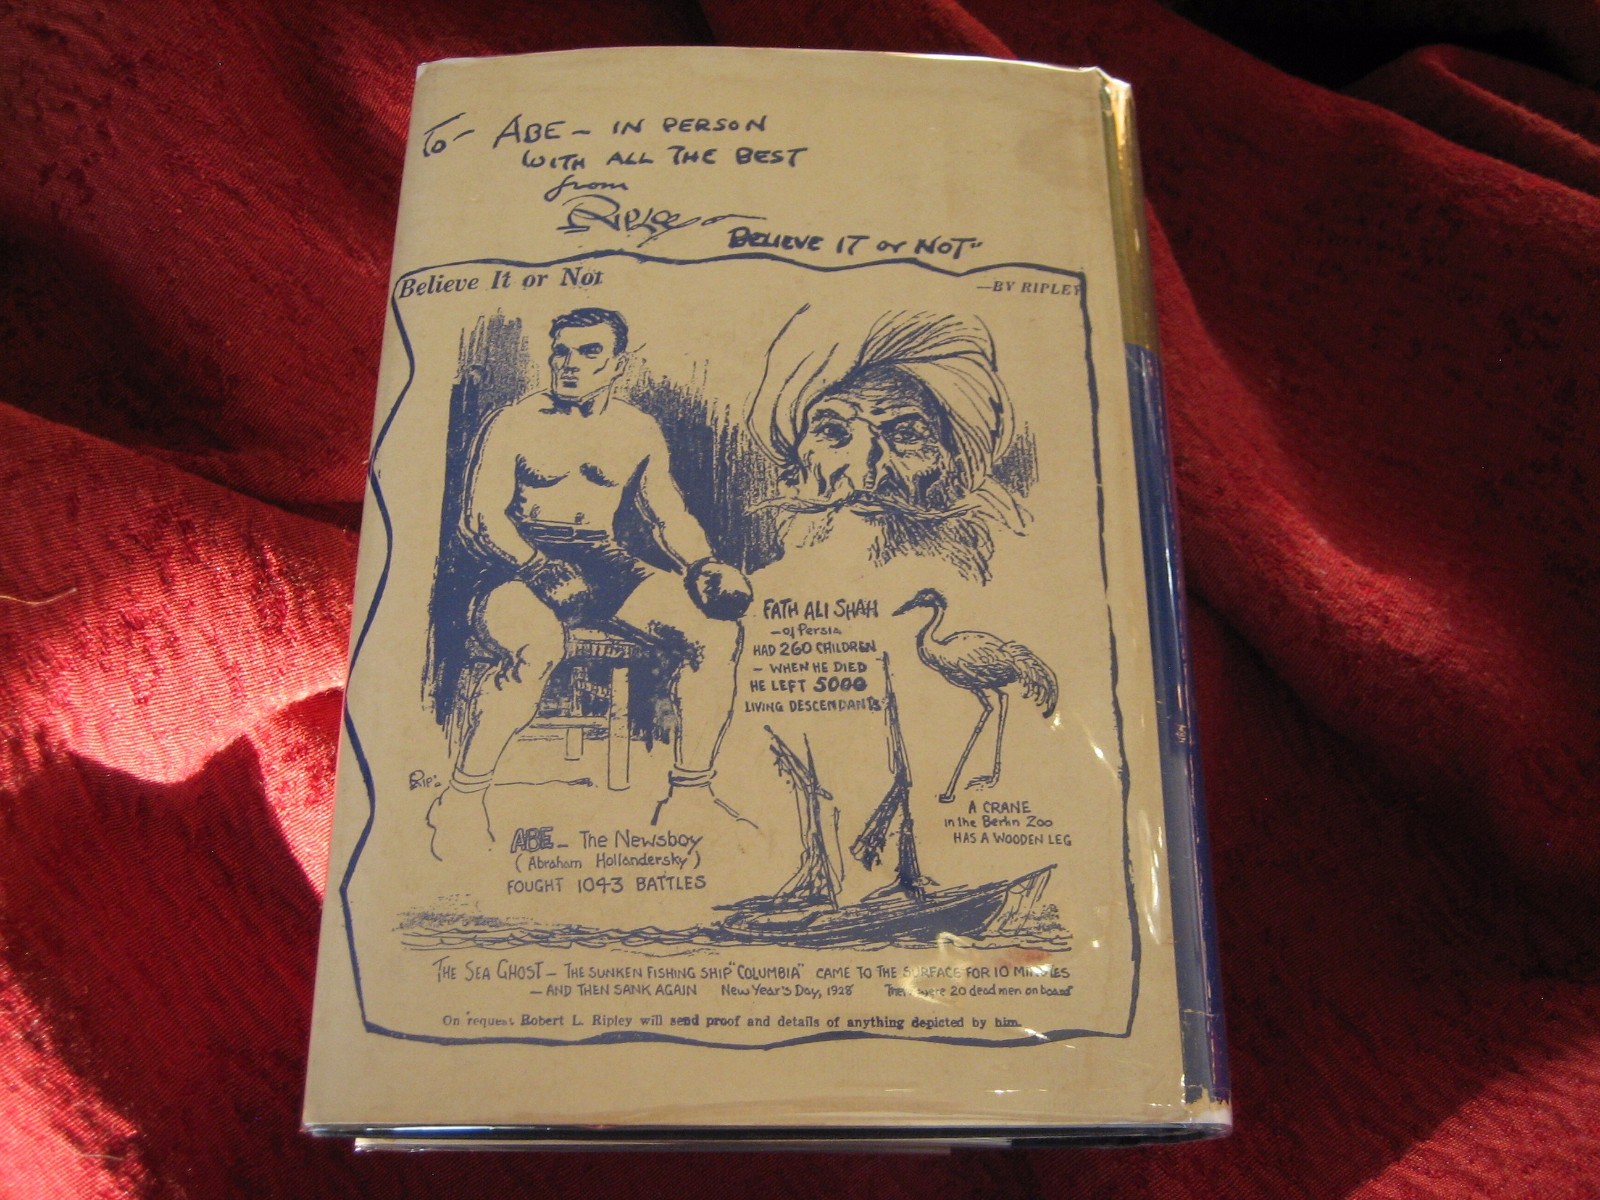 To- ABE - IN PERSON
WITH ALL THE BEST
from
Ripley
BELIEVE IT or NOT"
Believe It or Not
—BY RIPLEY
FATH ALI SHAH
- of Persia
HAD 260 CHILDREN
- WHEN HE DIED
HE LEFT 5000
LIVING DESCENDANTS
RIP:
A CRANE
in the Berlin Zoo
HAS A WOODEN LEG
ABE - The Newsboy
(Abraham Hollandersky)
FOUGHT 1043 BATTLES
THE SEA GHOST - THE SUNKEN FISHING SHIP "COLUMBIA" CAME TO THE SURFACE FOR 10 MINUTES
- AND THEN SANK AGAIN New Year's Day, 1928 There were 20 dead men on board
On request Robert L. Ripley will send proof and details of anything depicted by him.